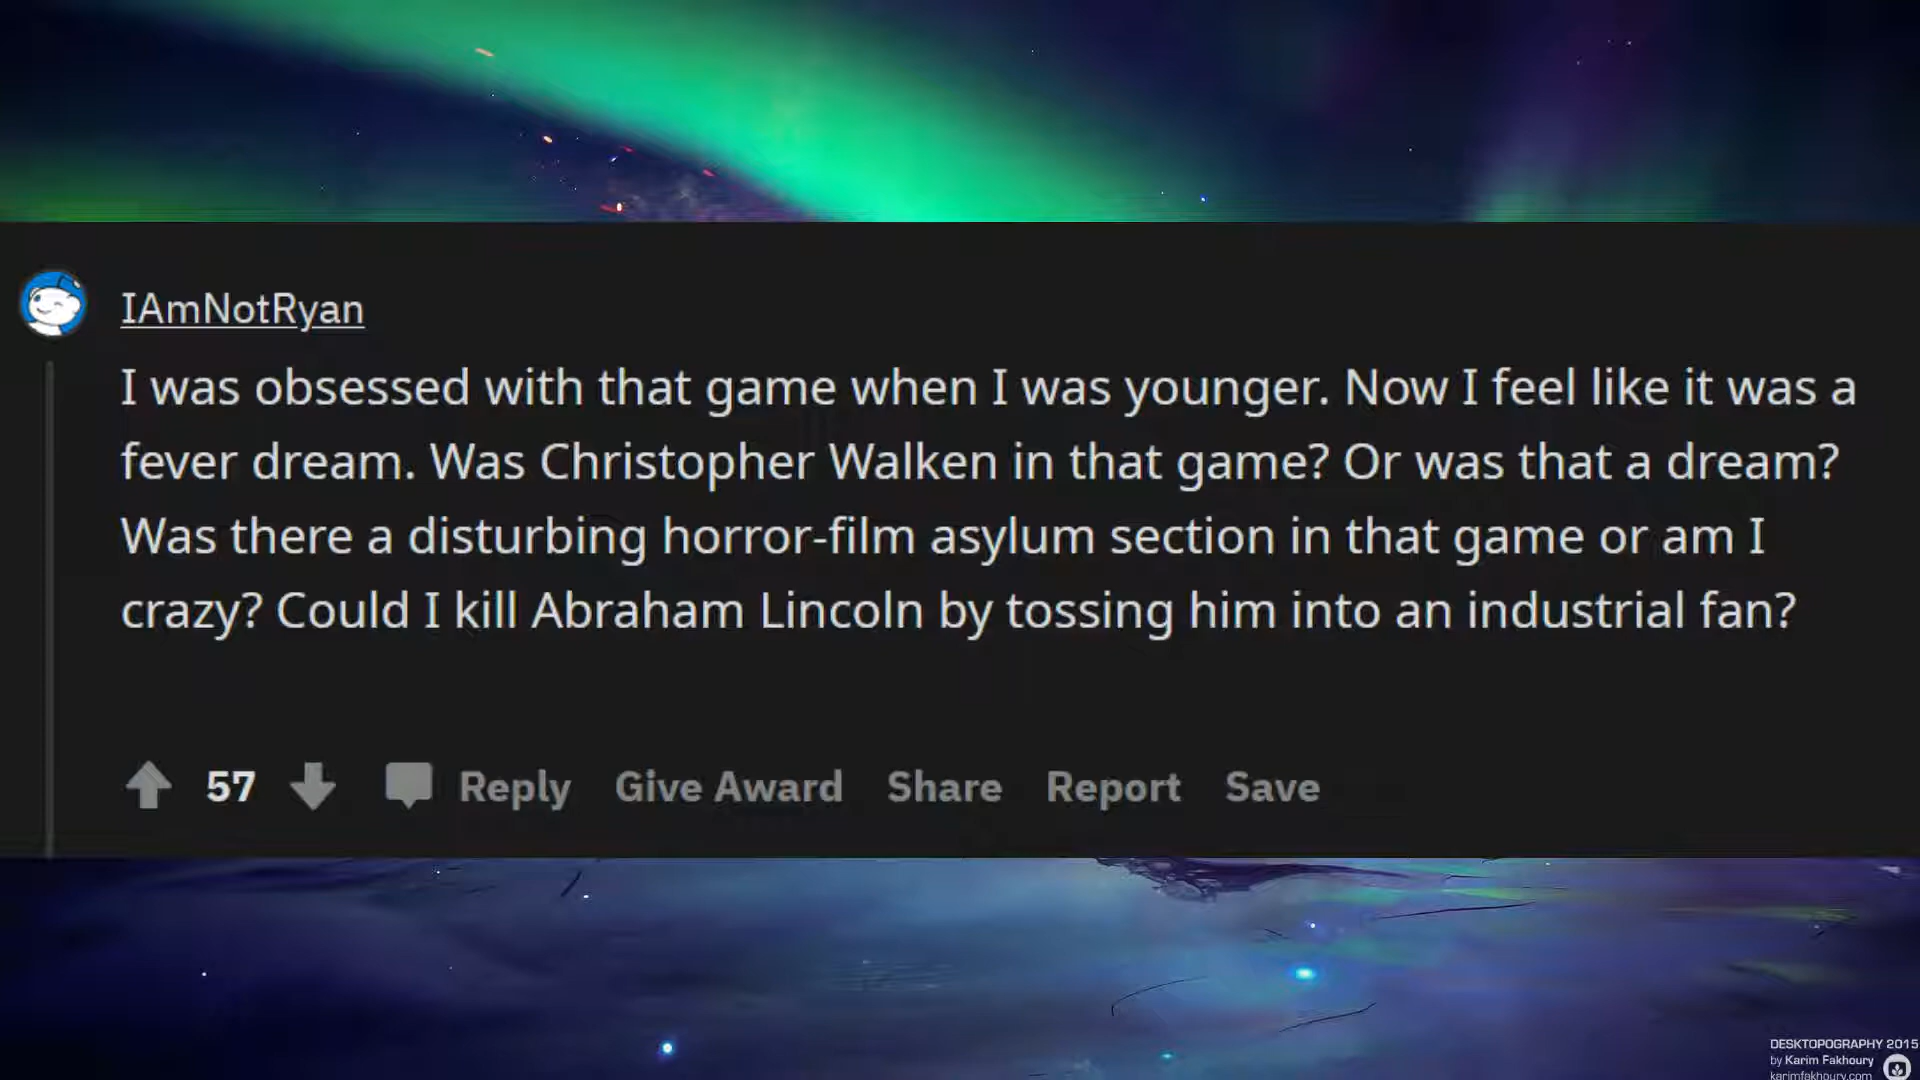 IAmNotRyan
I was obsessed with that game when I was younger. Now I feel like it was a
fever dream. Was Christopher Walken in that game? Or was that a dream?
Was there a disturbing horror-film asylum section in that game or am I
crazy? Could I kill Abraham Lincoln by tossing him into an industrial fan?
57 Reply Give Award Share Report Save
DESKTOPOGRAPHY 2015
by Karim Fakhoury
karimfakhoury.com